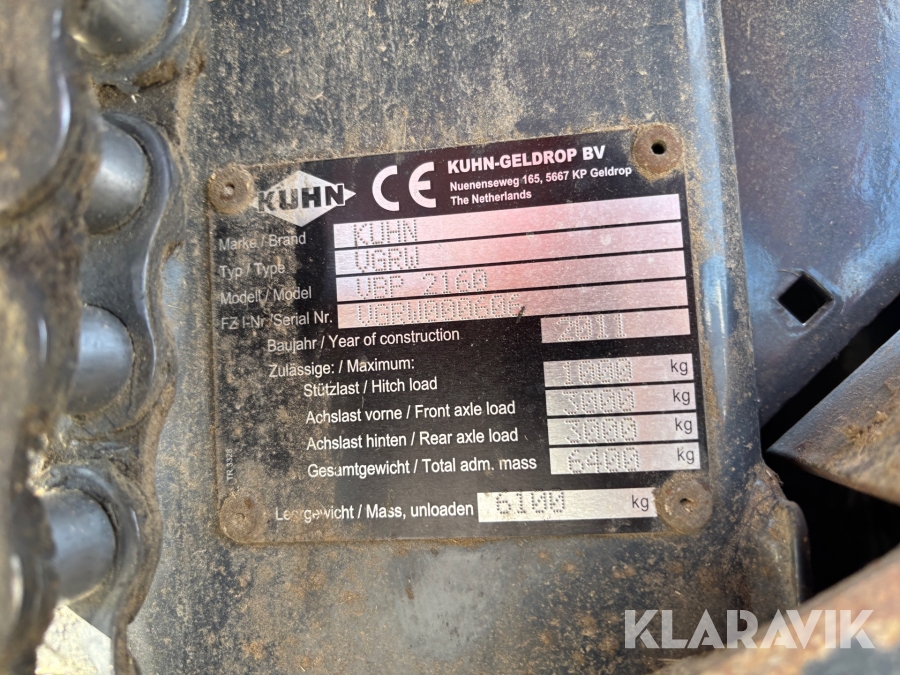 KUHN
CE
KUHN-GELDROP BV
Nuenenseweg 165, 5667 KP Geldrop
The Netherlands
Marke / Brand KUHN
Typ / Type VGRW
Modell / Model VBP 2160
/Serial Nr.
Baujahr / Year of construction 2011
Zulässige: / Maximum:
Stützlast / Hitch load 1000 kg
Achslast vorne / Front axle load kg
Achslast hinten / Rear axle load 3000 kg
Gesamtgewicht / Total adm. mass 6400 kg
Leergewicht / Mass, unloaden 6100 kg
KLARAVIK